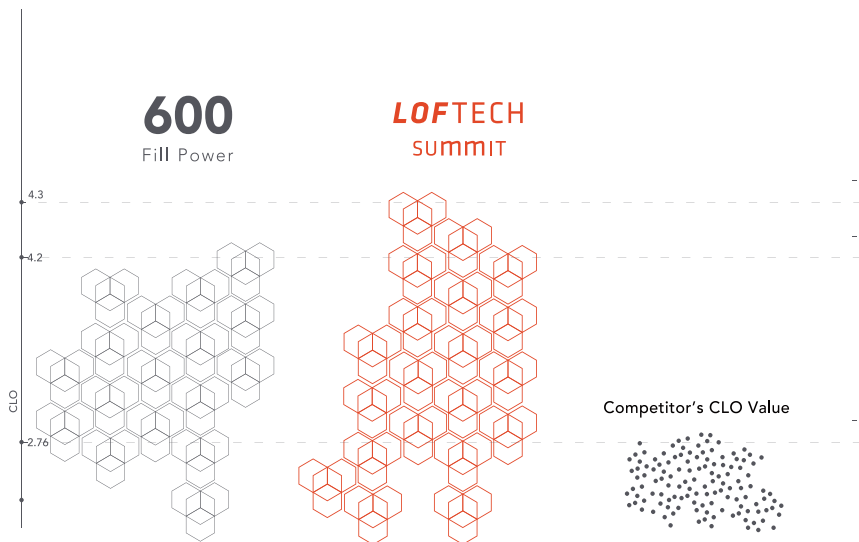 600
Fill Power
LOFTECH
SUMMIT
4.3
4.2
CLO
2.76
Competitor's CLO Value